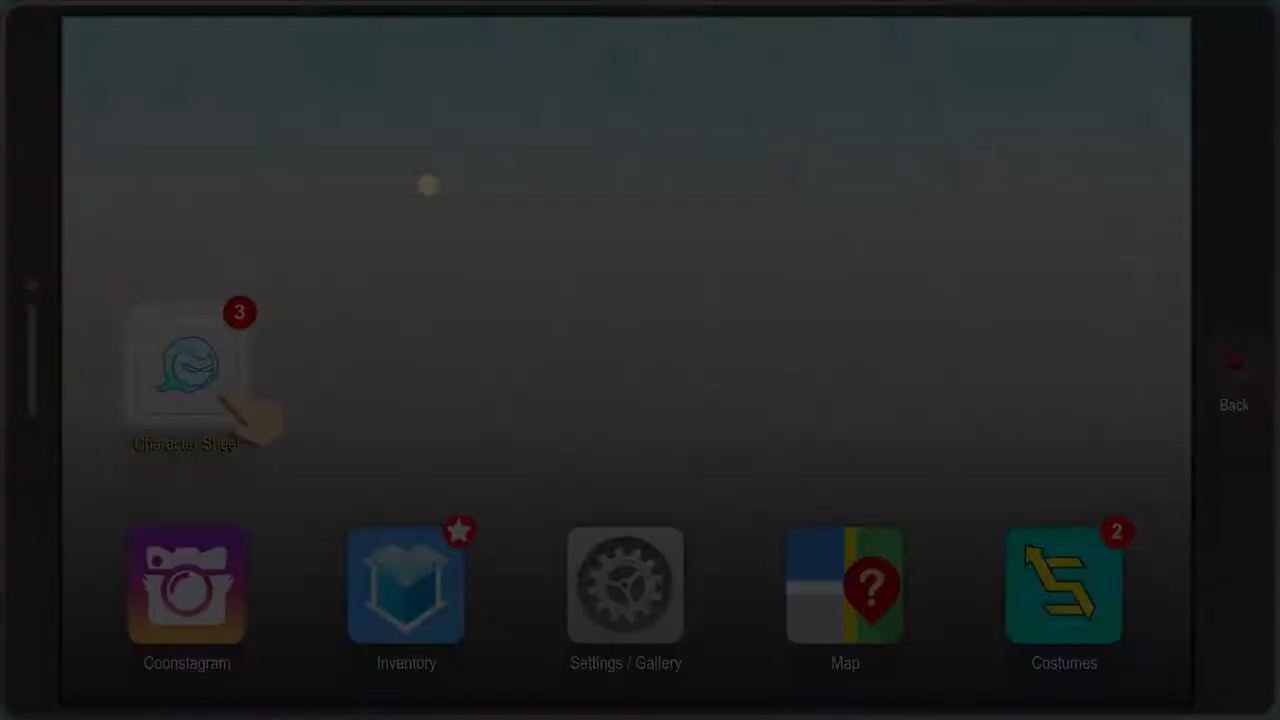 3
Character Sheet
Back
2
?
Coonstagram
Inventory
Settings / Gallery
Map
Costumes